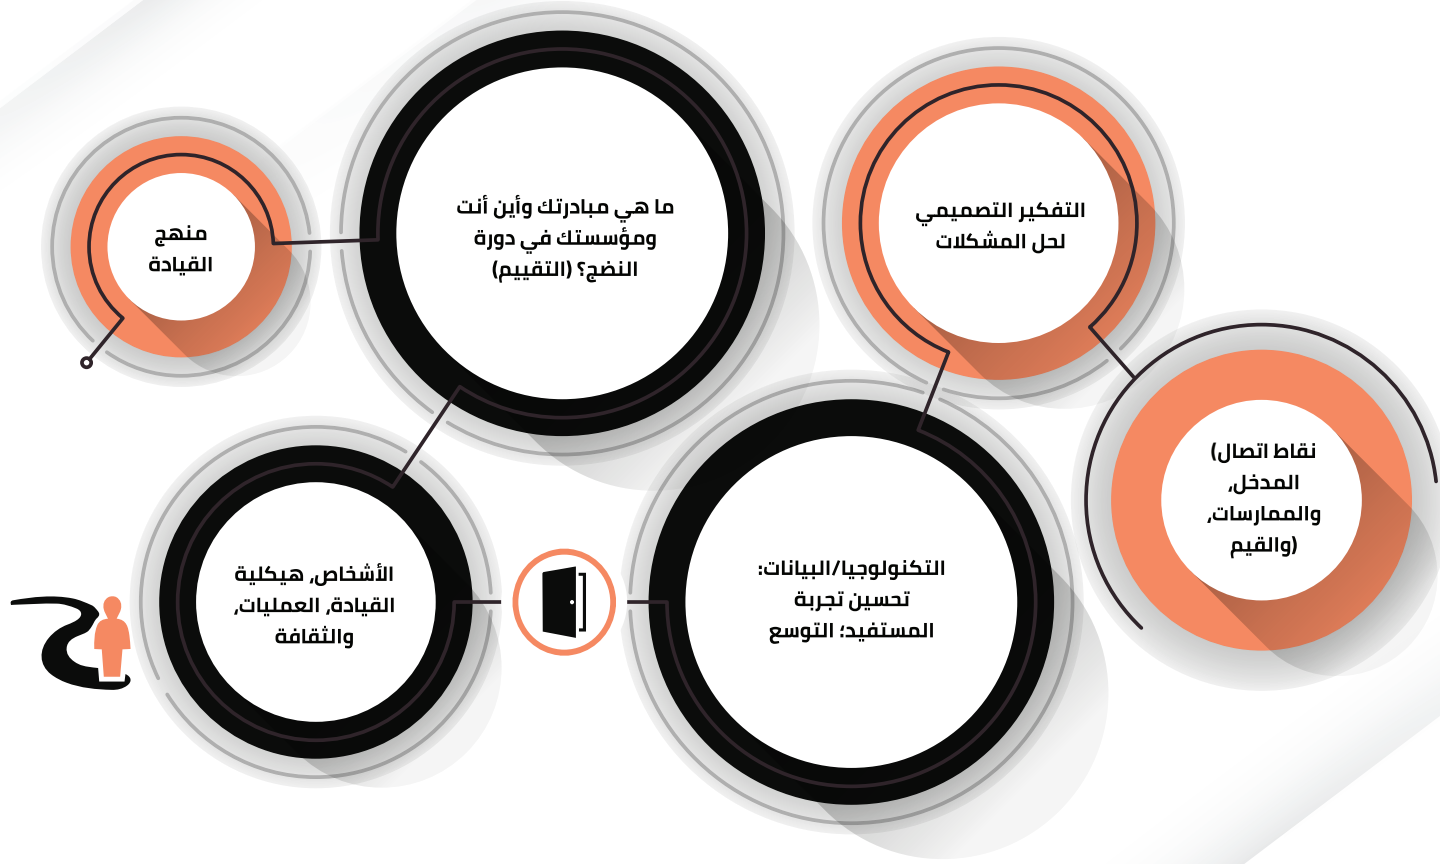 ما هي مبادرتك وأين أنت
ومؤسستك في دورة
النضج؟ (التقييم)
التفكير التصميمي
لحل المشكلات
منهج
القيادة
نقاط اتصال)
المدخل،
والممارسات،
(والقيم
التكنولوجيا/البيانات:
تحسين تجربة
المستفيد؛ التوسع
الأشخاص، هيكلية
القيادة، العمليات،
والثقافة